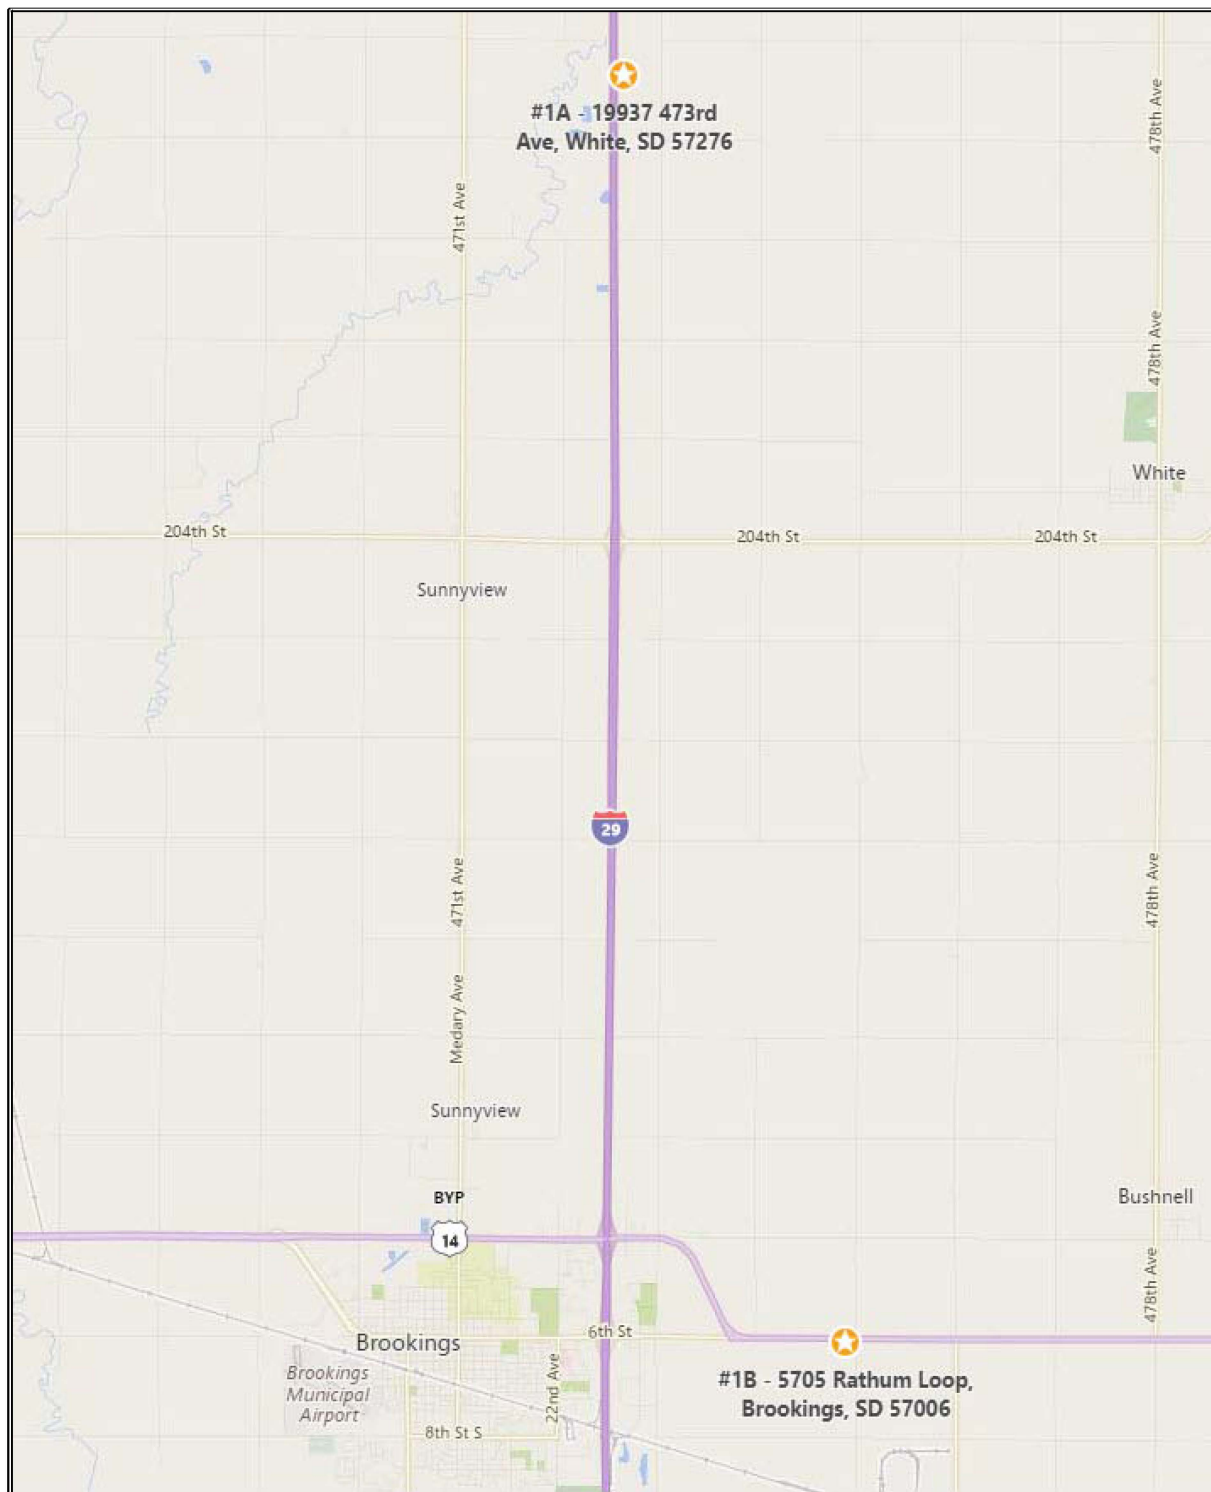 #1A - 19937 473rd
Ave, White, SD 57276
478th Ave
471st Ave
478th Ave
White
204th St
204th St
204th St
Sunnyview
29
471st Ave
478th Ave
Medary Ave
Sunnyview
BYP
14
Bushnell
478th Ave
6th St
Brookings
#1B - 5705 Rathum Loop,
Brookings, SD 57006
Brookings
Municipal
Airport
22nd Ave
8th St S